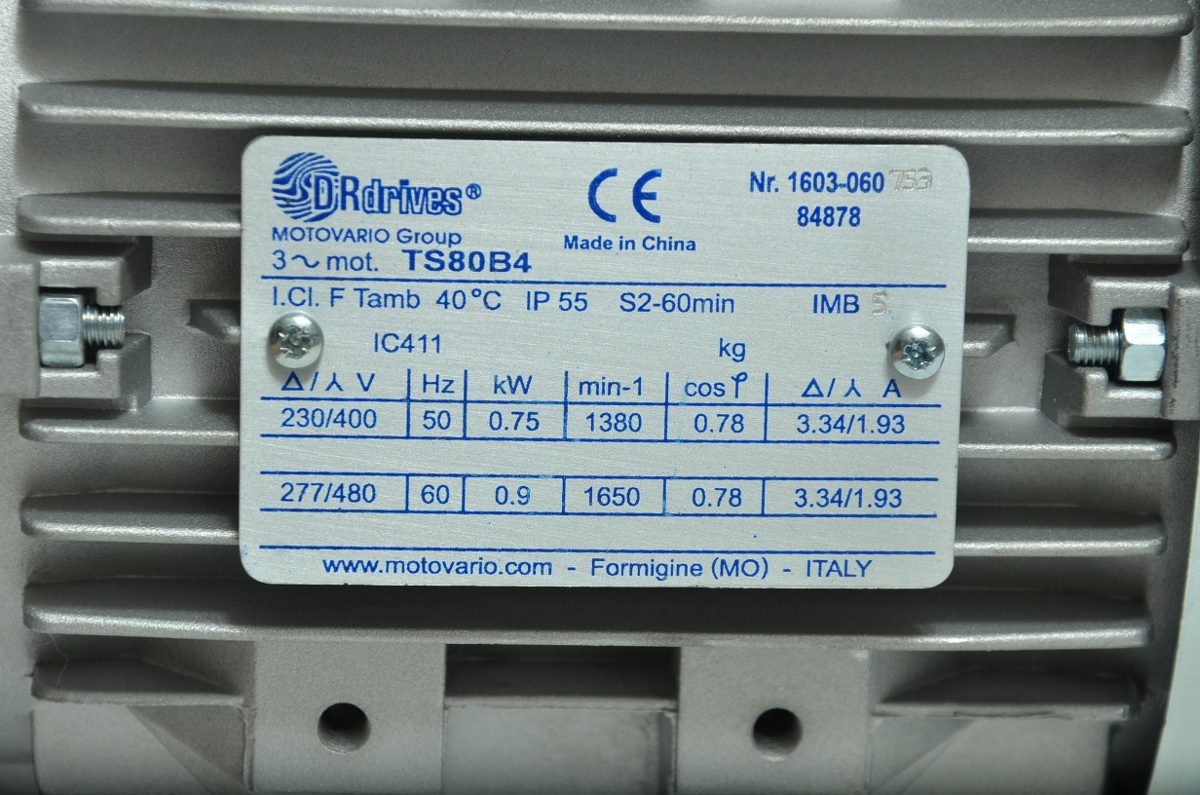 DRdrives®
MOTOVARIO Group
CE
Made in China
Nr. 1603-060 753
84878
3~ mot. TS80B4
I.Cl. F Tamb 40°C IP 55 S2-60min IMB 5
IC411 kg
Δ/⅄ V Hz kW min-1 cosφ Δ/⅄ A
230/400 50 0.75 1380 0.78 3.34/1.93
277/480 60 0.9 1650 0.78 3.34/1.93
www.motovario.com - Formigine (MO) - ITALY